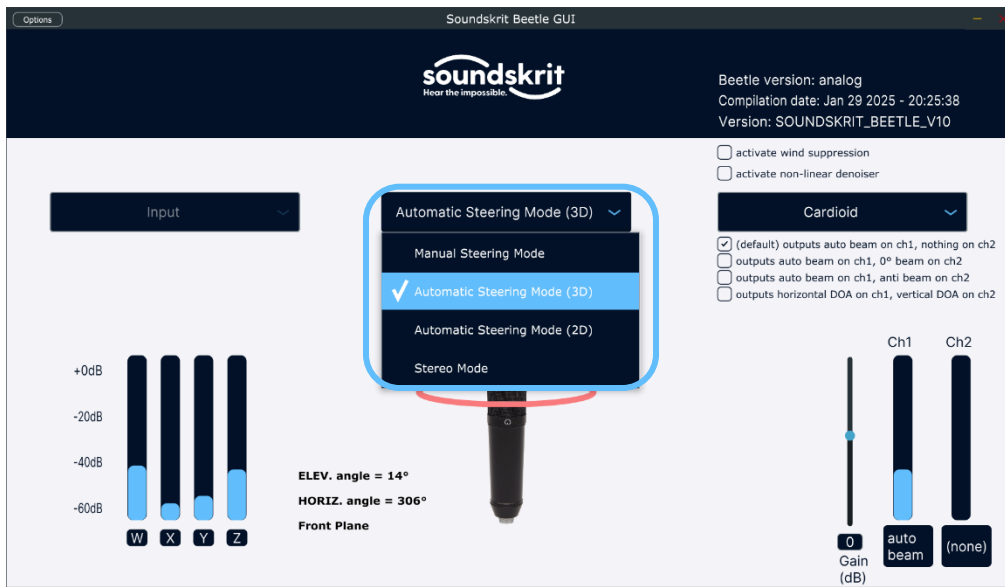 Options
Soundskrit Beetle GUI
soundskrit
Hear the impossible.
Beetle version: analog
Compilation date: Jan 29 2025 - 20:25:38
Version: SOUNDSKRIT_BEETLE_V10
activate wind suppression
activate non-linear denoiser
Input
Automatic Steering Mode (3D)
Cardioid
Manual Steering Mode
Automatic Steering Mode (3D)
Automatic Steering Mode (2D)
Stereo Mode
(default) outputs auto beam on ch1, nothing on ch2
outputs auto beam on ch1, 0° beam on ch2
outputs auto beam on ch1, anti beam on ch2
outputs horizontal DOA on ch1, vertical DOA on ch2
+0dB
-20dB
-40dB
-60dB
W X Y Z
ELEV. angle = 14°
HORIZ. angle = 306°
Front Plane
Ch1 Ch2
0
Gain
(dB)
auto
beam
(none)